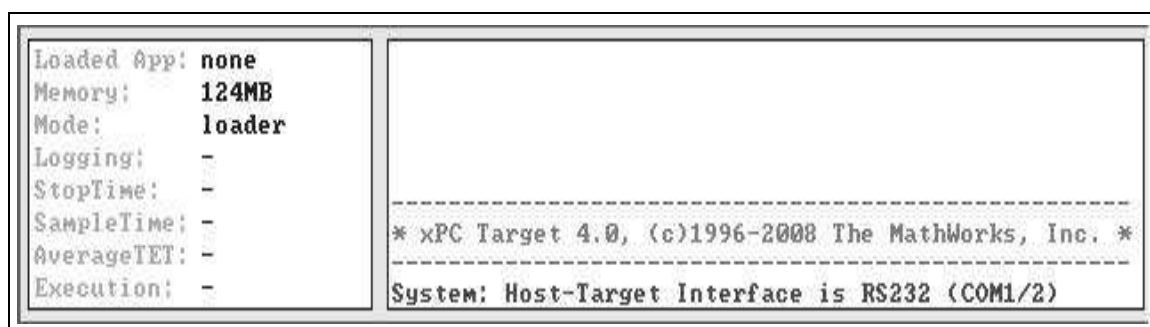 Loaded App: none
Memory: 124MB
Mode: loader
Logging: -
StopTime: -
SampleTime: -
AverageTET: -
Execution: -
------------------------------------------------------
* xPC Target 4.0, (c)1996-2008 The MathWorks, Inc. *
------------------------------------------------------
System: Host-Target Interface is RS232 (COM1/2)